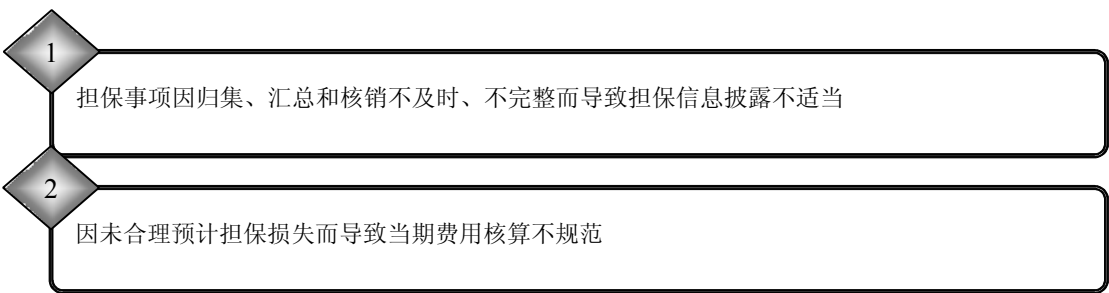 1
担保事项因归集、汇总和核销不及时、不完整而导致担保信息披露不适当
2
因未合理预计担保损失而导致当期费用核算不规范